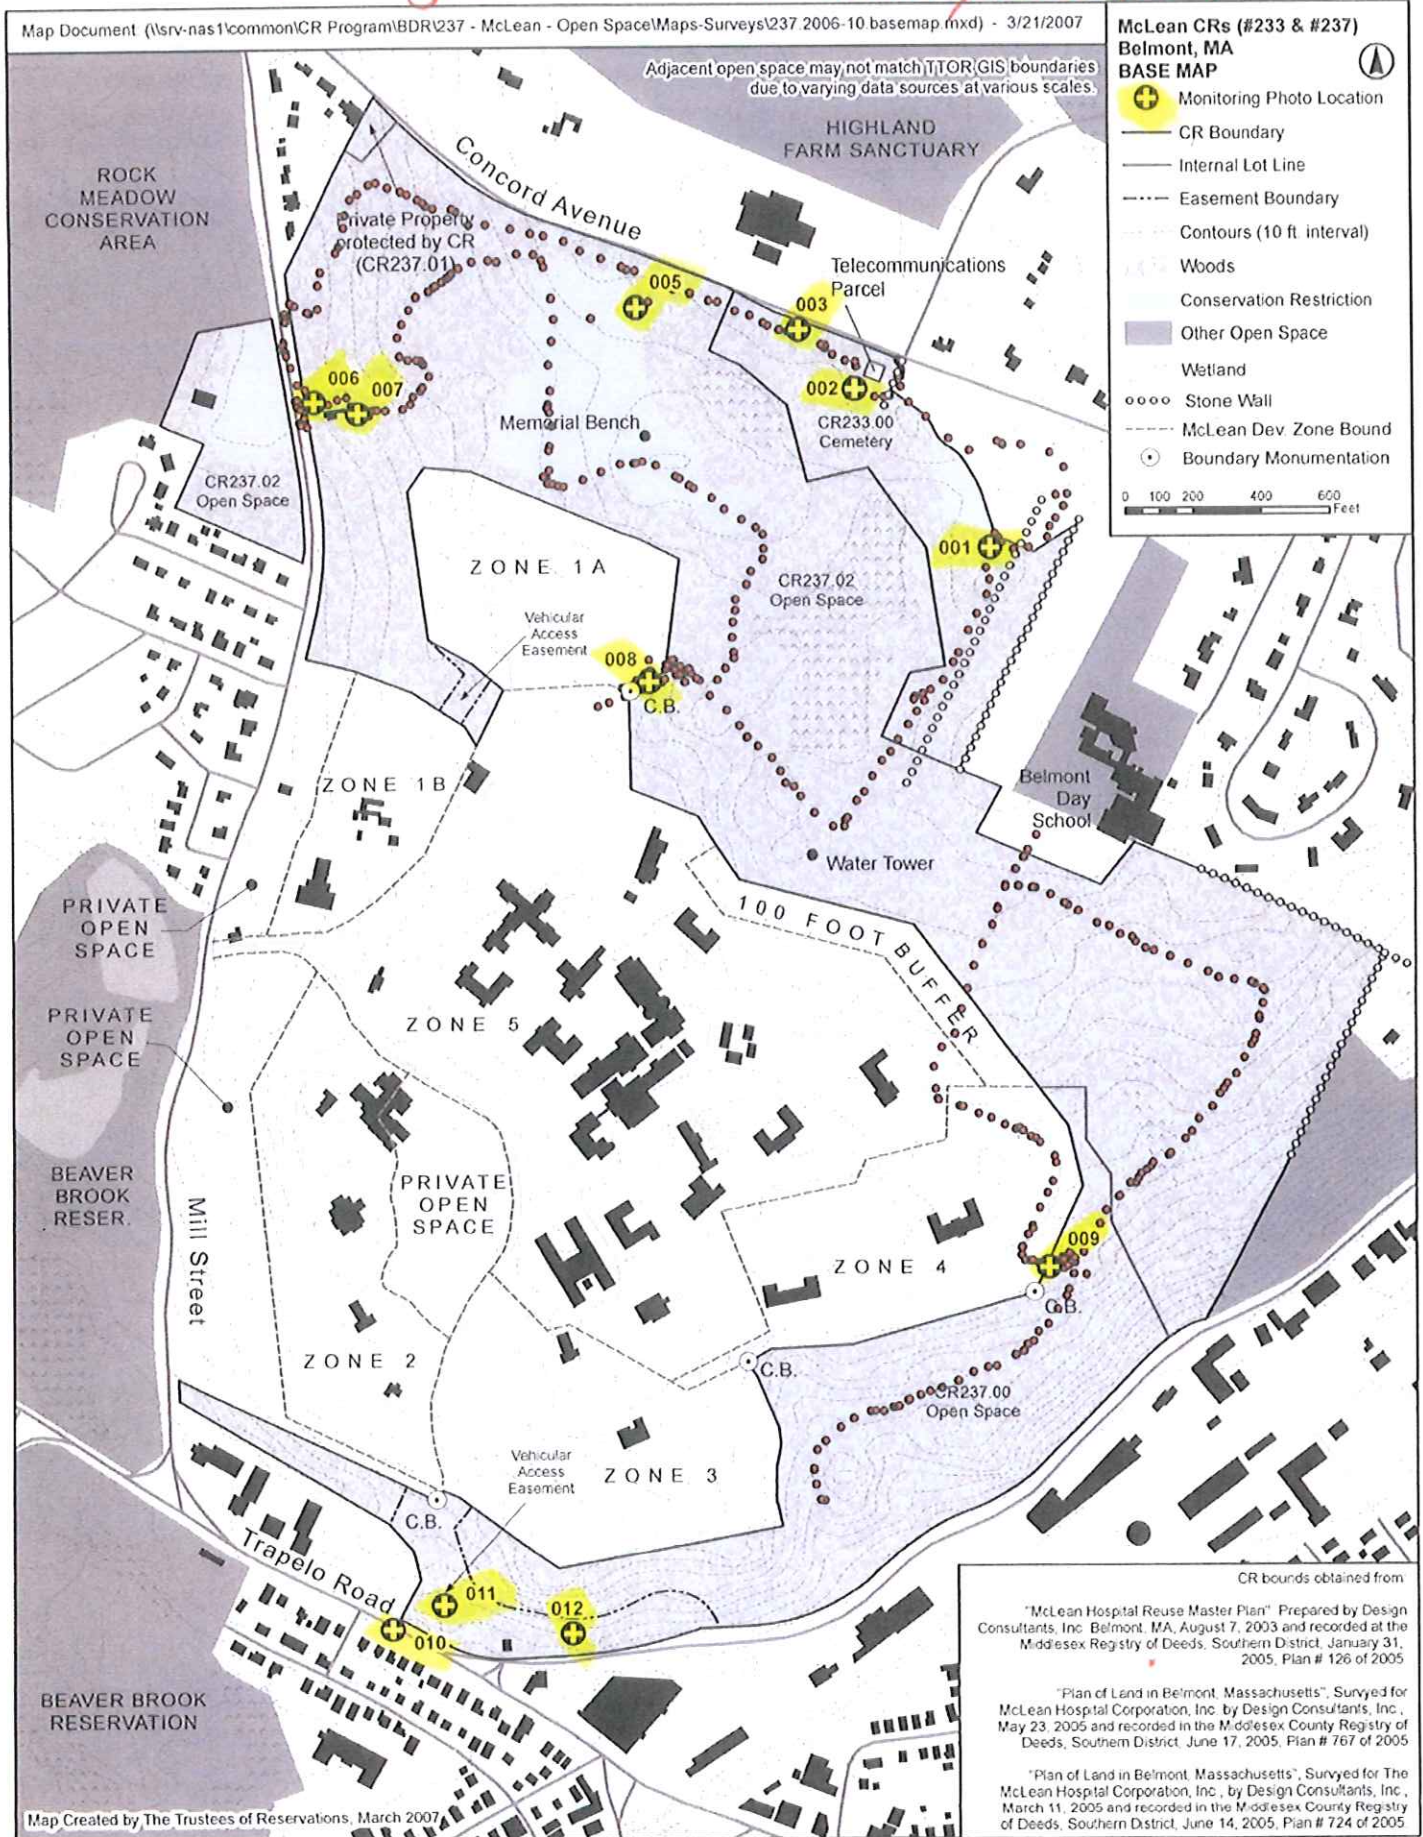 Map Document (\\srv-nas1\common\CR Program\BDR\237 - McLean - Open Space\Maps-Surveys\237.2006-10.basemap.mxd) - 3/21/2007
McLean CRs (#233 & #237)
Belmont, MA
BASE MAP
Monitoring Photo Location
CR Boundary
Internal Lot Line
Easement Boundary
Contours (10 ft. interval)
Woods
Conservation Restriction
Other Open Space
Wetland
Stone Wall
McLean Dev. Zone Bound
Boundary Monumentation
0 100 200 400 600
Feet
Adjacent open space may not match TTOR GIS boundaries
due to varying data sources at various scales.
HIGHLAND
FARM SANCTUARY
ROCK
MEADOW
CONSERVATION
AREA
Concord Avenue
Private Property
protected by CR
(CR237.01)
005
Telecommunications
Parcel
003
002
006
007
CR233.00
Cemetery
Memorial Bench
CR237.02
Open Space
001
ZONE 1A
CR237.02
Open Space
Vehicular
Access
Easement
008
C.B.
ZONE 1B
Belmont
Day
School
Water Tower
PRIVATE
OPEN
SPACE
100 FOOT BUFFER
PRIVATE
OPEN
SPACE
ZONE 5
BEAVER
BROOK
RESER.
Mill Street
PRIVATE
OPEN
SPACE
009
ZONE 4
C.B.
ZONE 2
C.B.
CR237.00
Open Space
Vehicular
Access
Easement
ZONE 3
C.B.
Trapelo Road
011
012
010
BEAVER BROOK
RESERVATION
CR bounds obtained from
"McLean Hospital Reuse Master Plan" Prepared by Design
Consultants, Inc. Belmont, MA, August 7, 2003 and recorded at the
Middlesex Registry of Deeds, Southern District, January 31,
2005, Plan # 126 of 2005
"Plan of Land in Belmont, Massachusetts", Survyed for
McLean Hospital Corporation, Inc. by Design Consultants, Inc.,
May 23, 2005 and recorded in the Middlesex County Registry of
Deeds, Southern District, June 17, 2005, Plan # 767 of 2005
"Plan of Land in Belmont, Massachusetts", Survyed for The
McLean Hospital Corporation, Inc., by Design Consultants, Inc.,
March 11, 2005 and recorded in the Middlesex County Registry
of Deeds, Southern District, June 14, 2005, Plan # 724 of 2005
Map Created by The Trustees of Reservations, March 2007